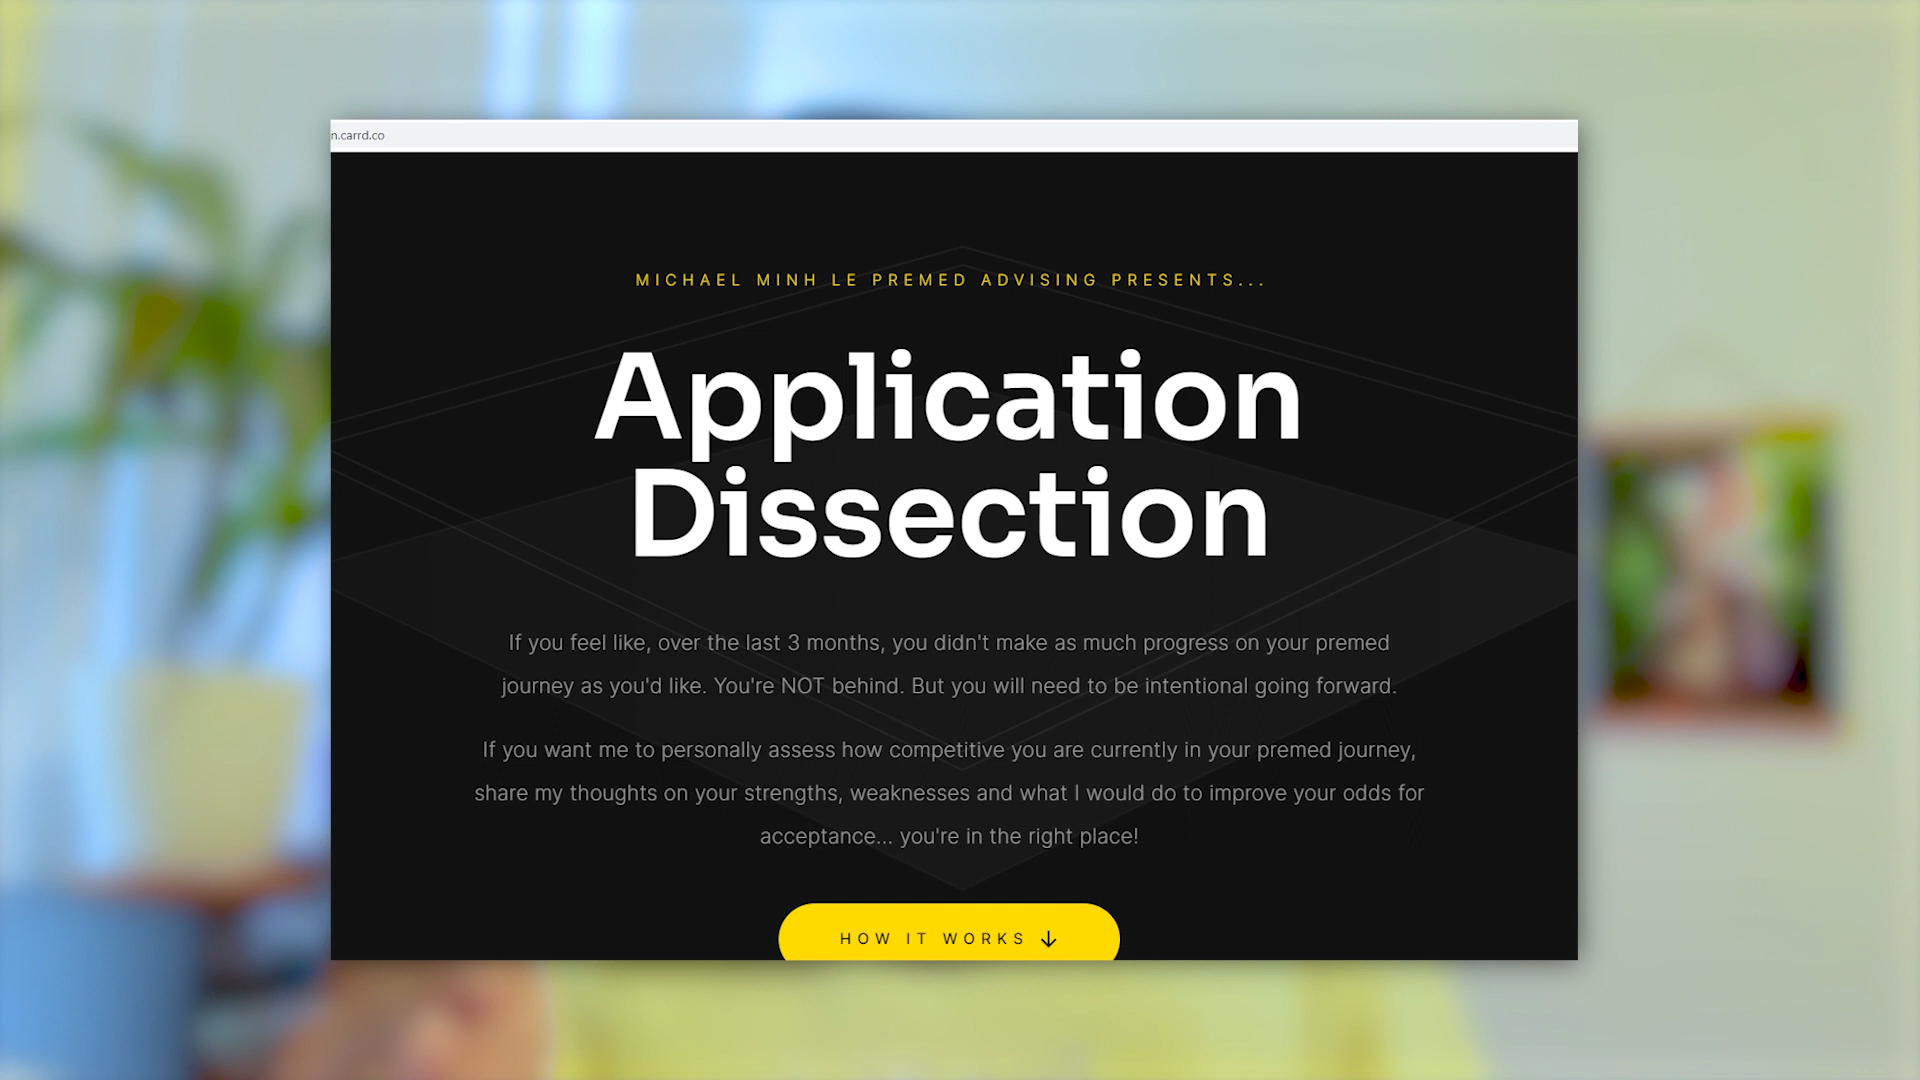 n.carrd.co
MICHAEL MINH LE PREMED ADVISING PRESENTS...
Application
Dissection
If you feel like, over the last 3 months, you didn't make as much progress on your premed
journey as you'd like. You're NOT behind. But you will need to be intentional going forward.
If you want me to personally assess how competitive you are currently in your premed journey,
share my thoughts on your strengths, weaknesses and what I would do to improve your odds for
acceptance... you're in the right place!
HOW IT WORKS